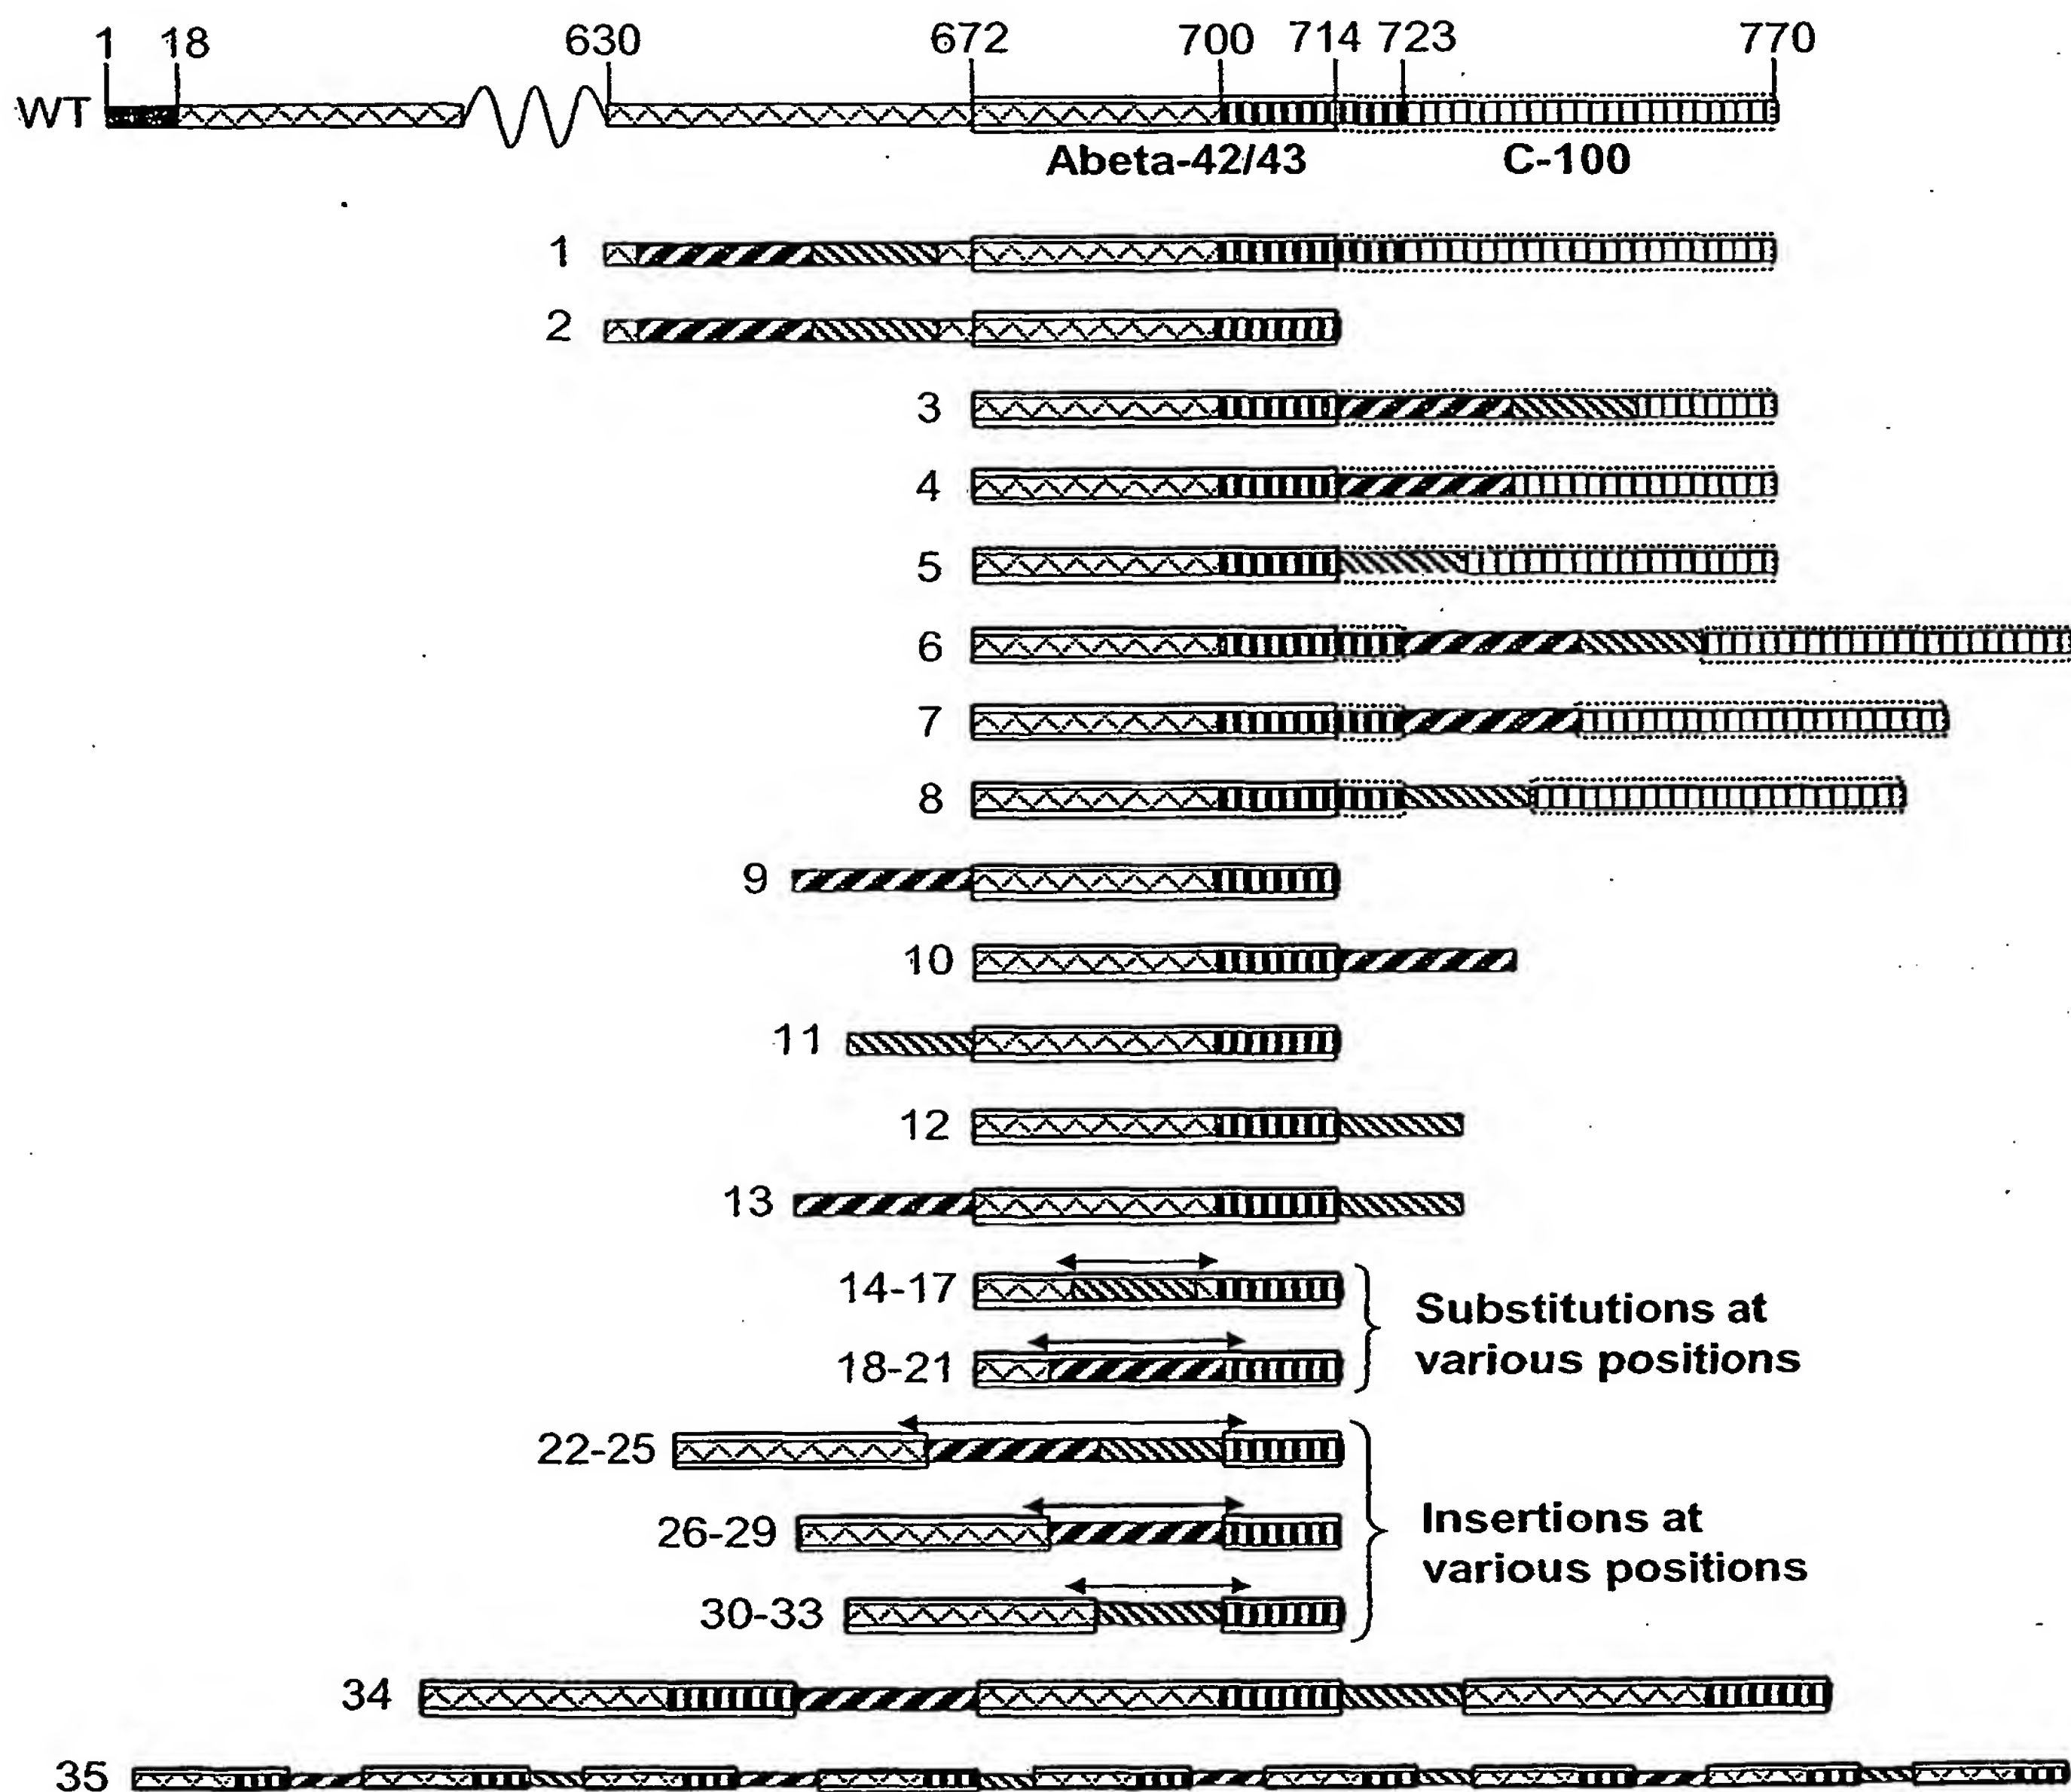 1 18 630 672 700 714 723 770
WT
Abeta-42/43 C-100
1
2
3
4
5
6
7
8
9
10
11
12
13
14-17
Substitutions at
various positions
18-21
22-25
26-29
Insertions at
various positions
30-33
34
35